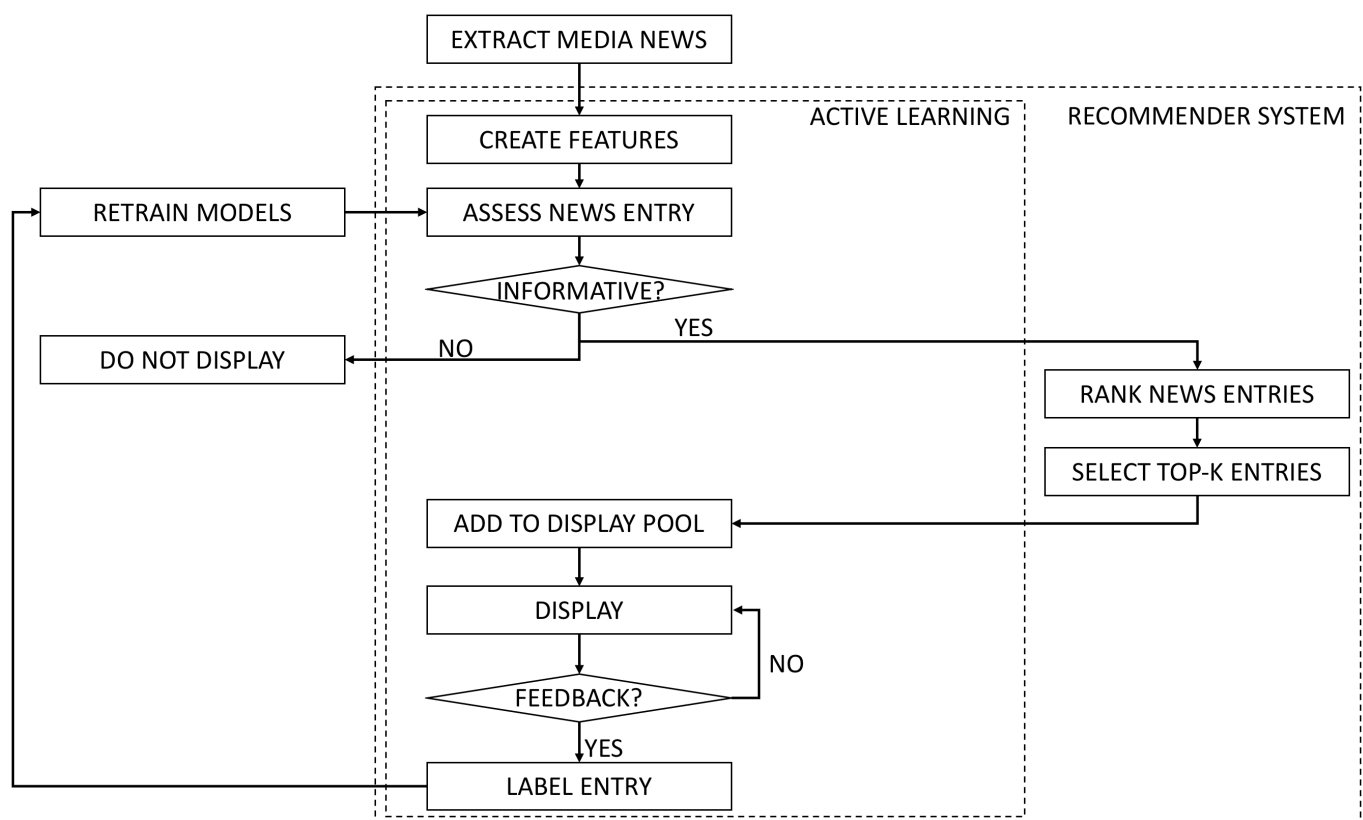 EXTRACT MEDIA NEWS
ACTIVE LEARNING
RECOMMENDER SYSTEM
CREATE FEATURES
RETRAIN MODELS
ASSESS NEWS ENTRY
INFORMATIVE?
YES
NO
DO NOT DISPLAY
RANK NEWS ENTRIES
SELECT TOP-K ENTRIES
ADD TO DISPLAY POOL
DISPLAY
NO
FEEDBACK?
YES
LABEL ENTRY